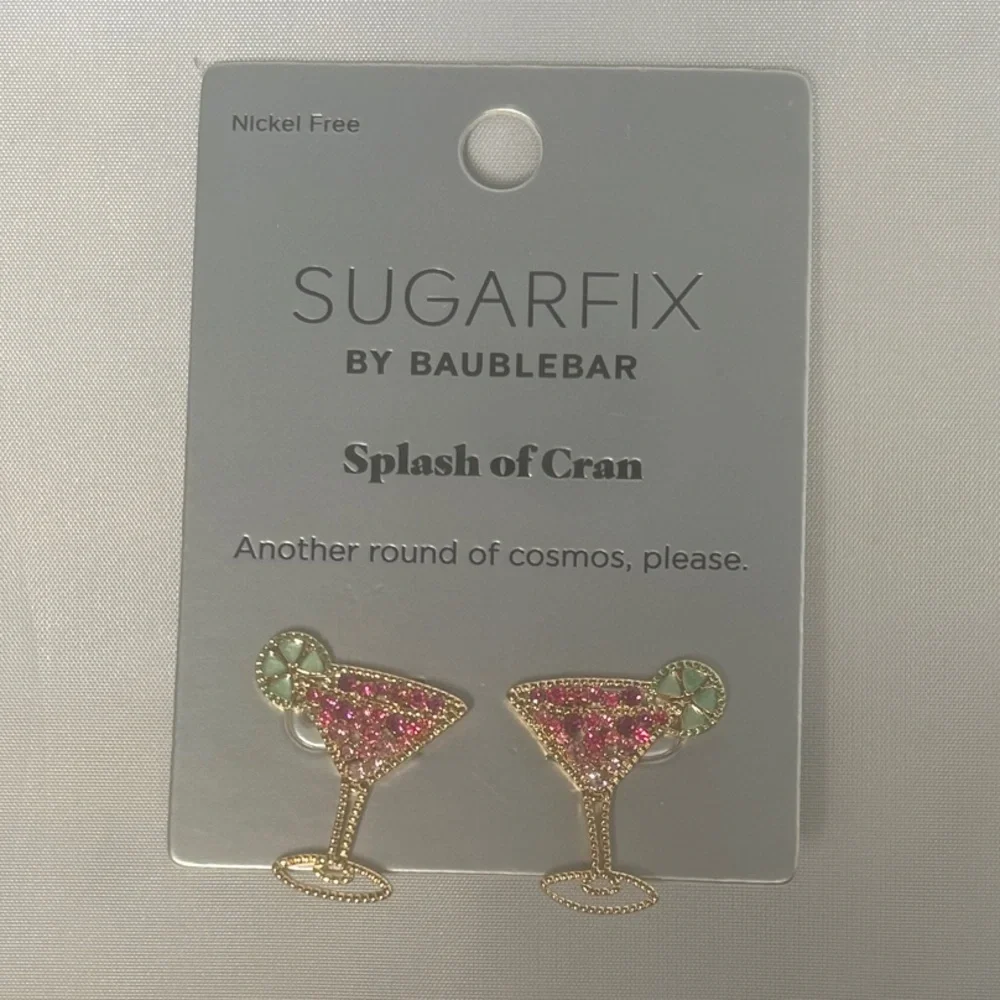 Nickel Free
SUGARFIX
BY BAUBLEBAR
Splash of Cran
Another round of cosmos, please.